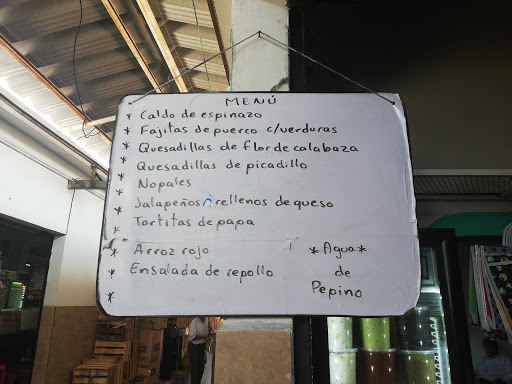 MENÚ
* Caldo de espinazo
* Fajitas de puerco c/verduras
* Quesadillas de flor de calabaza
* Quesadillas de picadillo
* Nopales
* Jalapeños rellenos de queso
* Tortitas de papa
* Arroz rojo
* Ensalada de repollo
*
*Agua*
de
Pepino